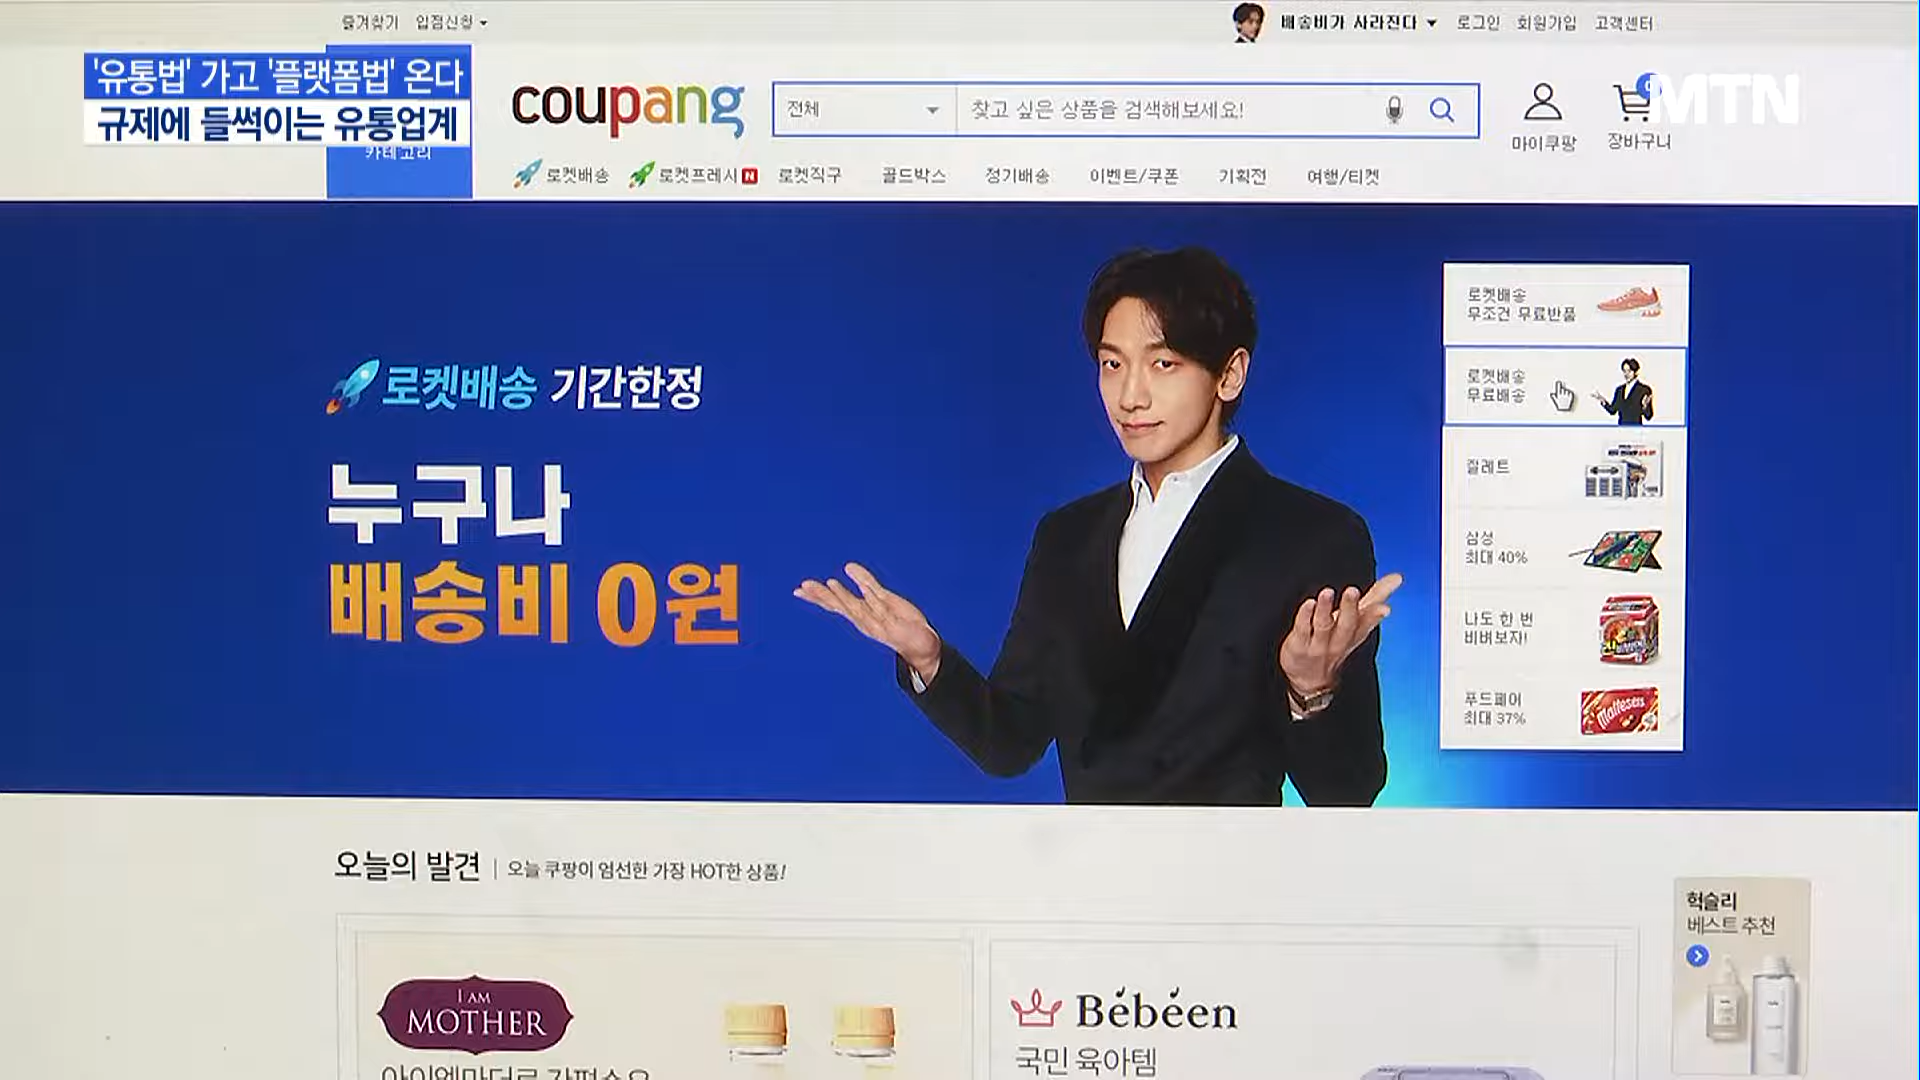 즐겨찾기 입점신청
배송비가 사라진다 로그인 회원가입 고객센터
'유통법' 가고 '플랫폼법' 온다
규제에 들썩이는 유통업계
카테고리
coupang
전체
찾고 싶은 상품을 검색해보세요!
마이쿠팡
장바구니
MTN
로켓배송 로켓프레시 N 로켓직구 골드박스 정기배송 이벤트/쿠폰 기획전 여행/티켓
로켓배송 기간한정
누구나
배송비 0원
로켓배송
무조건 무료반품
로켓배송
무료배송
질레트
삼성
최대 40%
나도 한 번
비벼보자!
푸드페어
최대 37%
Maltesers
오늘의 발견 오늘 쿠팡이 엄선한 가장 HOT한 상품!
I AM
MOTHER
Bébéen
국민 육아템
헉슬리
베스트 추천